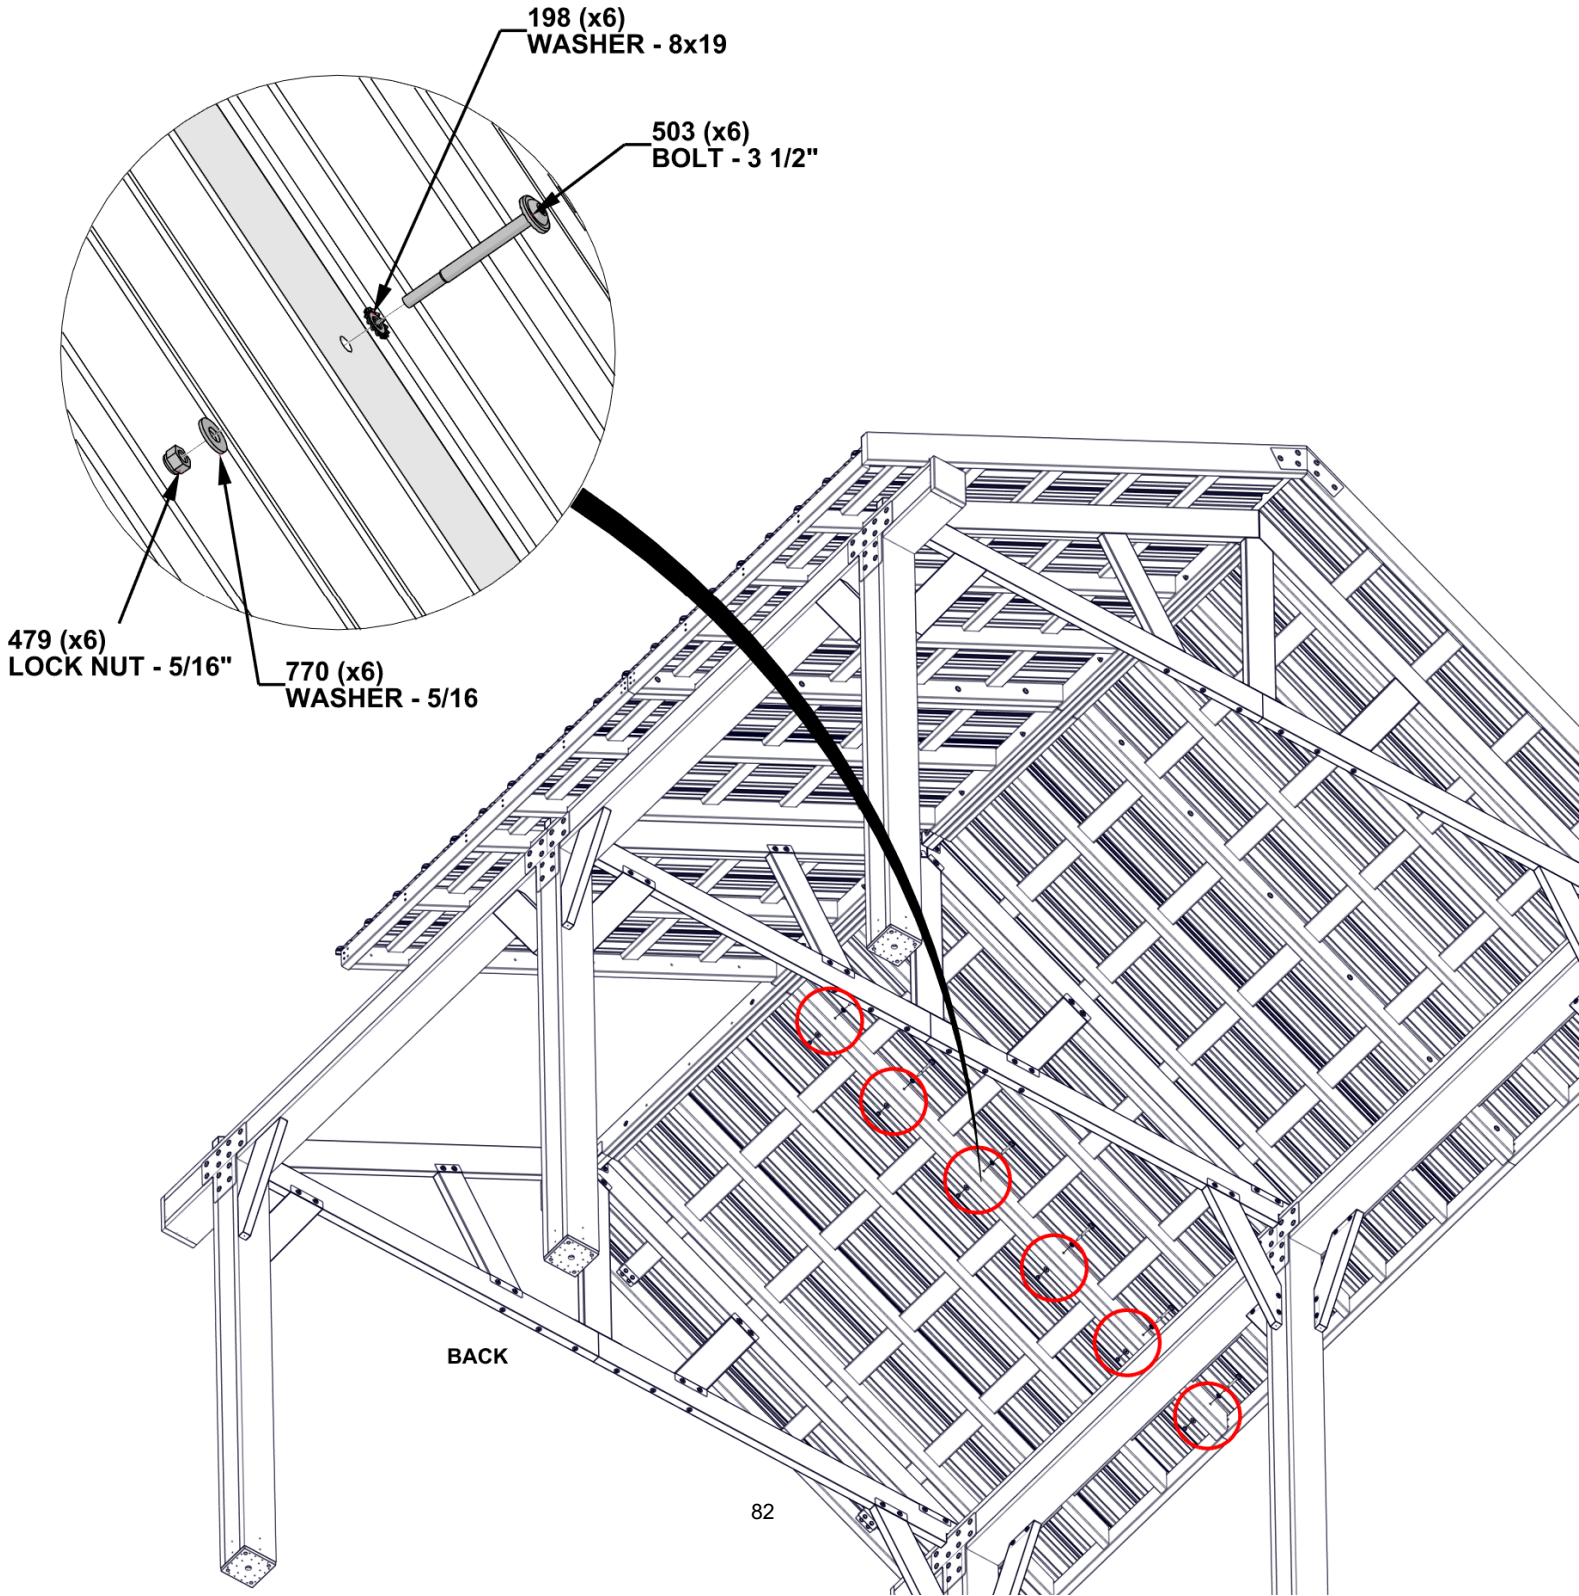 198 (x6)
WASHER - 8x19
503 (x6)
BOLT - 3 1/2"
479 (x6)
LOCK NUT - 5/16"
770 (x6)
WASHER - 5/16
BACK
82